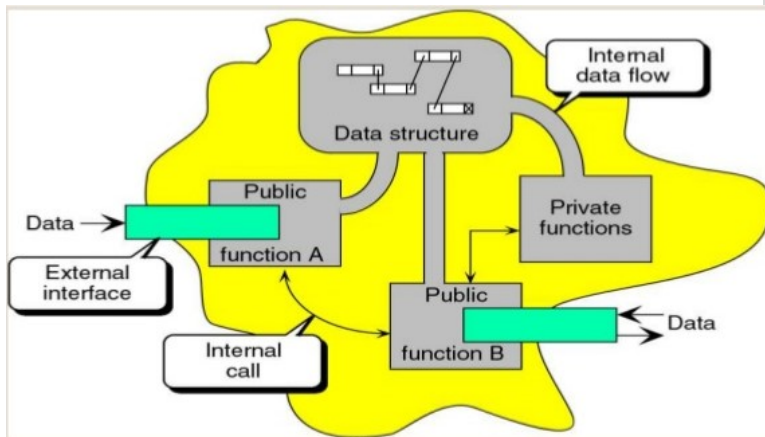 Internal
data flow
Data structure
Public
function A
Private
functions
Data
External
interface
Public
function B
Data
Internal
call